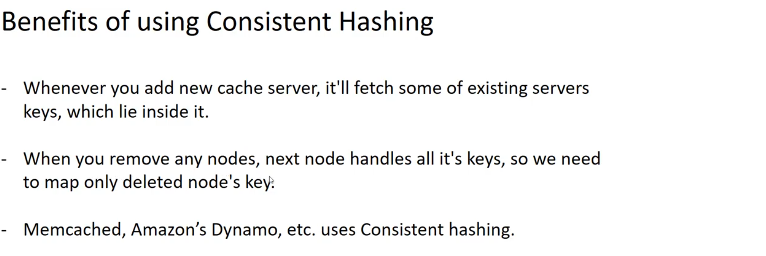 Benefits of using Consistent Hashing
- Whenever you add new cache server, it'll fetch some of existing servers
keys, which lie inside it.
- When you remove any nodes, next node handles all it's keys, so we need
to map only deleted node's key.
- Memcached, Amazon’s Dynamo, etc. uses Consistent hashing.